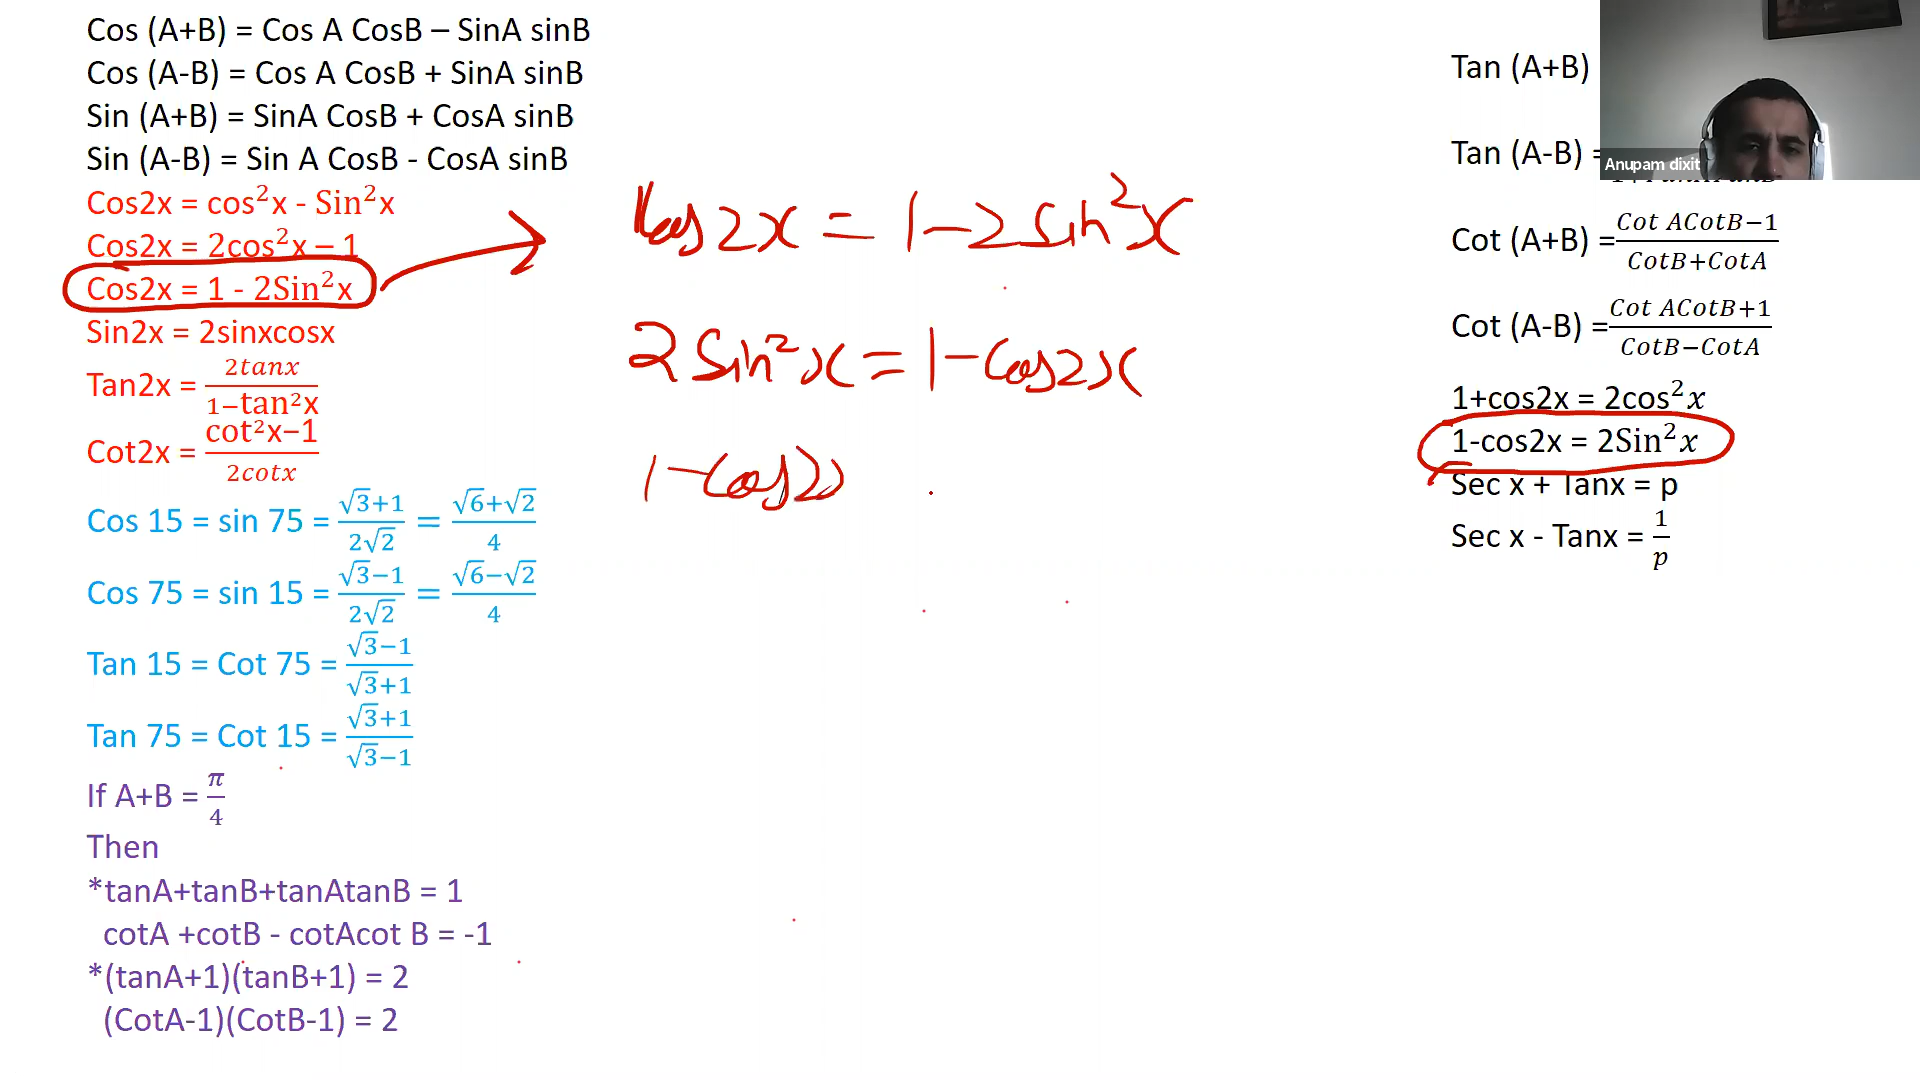 Cos (A+B) = Cos A CosB – SinA sinB
Cos (A-B) = Cos A CosB + SinA sinB
Sin (A+B) = SinA CosB + CosA sinB
Sin (A-B) = Sin A CosB - CosA sinB
Cos2x = cos²x - Sin²x
Cos2x = 2cos²x – 1
Cos2x = 1 - 2Sin²x
Sin2x = 2sinxcosx
Tan2x = 2tanx / 1−tan²x
Cot2x = cot²x−1 / 2cotx
Cos 15 = sin 75 = √3+1 / 2√2 = √6+√2 / 4
Cos 75 = sin 15 = √3−1 / 2√2 = √6−√2 / 4
Tan 15 = Cot 75 = √3−1 / √3+1
Tan 75 = Cot 15 = √3+1 / √3−1
If A+B = π / 4
Then
*tanA+tanB+tanAtanB = 1
cotA +cotB - cotAcot B = -1
*(tanA+1)(tanB+1) = 2
(CotA-1)(CotB-1) = 2
Cos2x = 1-2 Sin²x
2 Sin²x = 1-Cos2x
1-Cos2
Tan (A+B)
Tan (A-B) =
Cot (A+B) = Cot ACotB−1 / CotB+CotA
Cot (A-B) = Cot ACotB+1 / CotB−CotA
1+cos2x = 2cos²x
1-cos2x = 2Sin²x
Sec x + Tanx = p
Sec x - Tanx = 1 / p
Anupam dixit